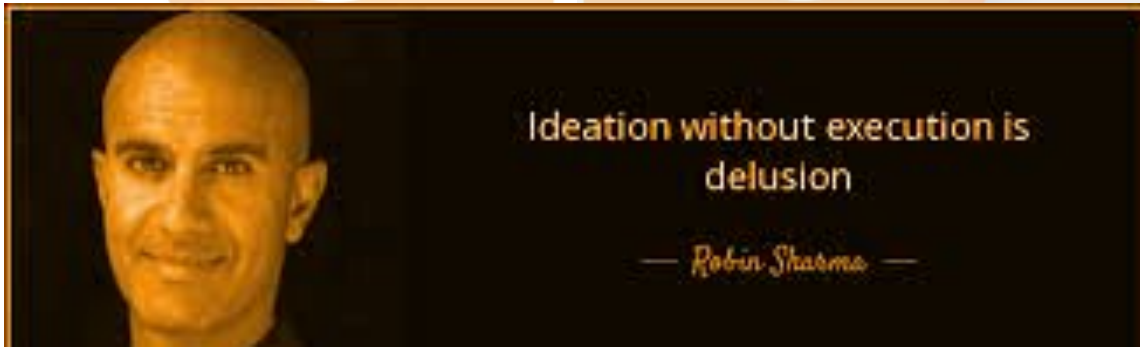 Ideation without execution is
delusion
— Robin Sharma —